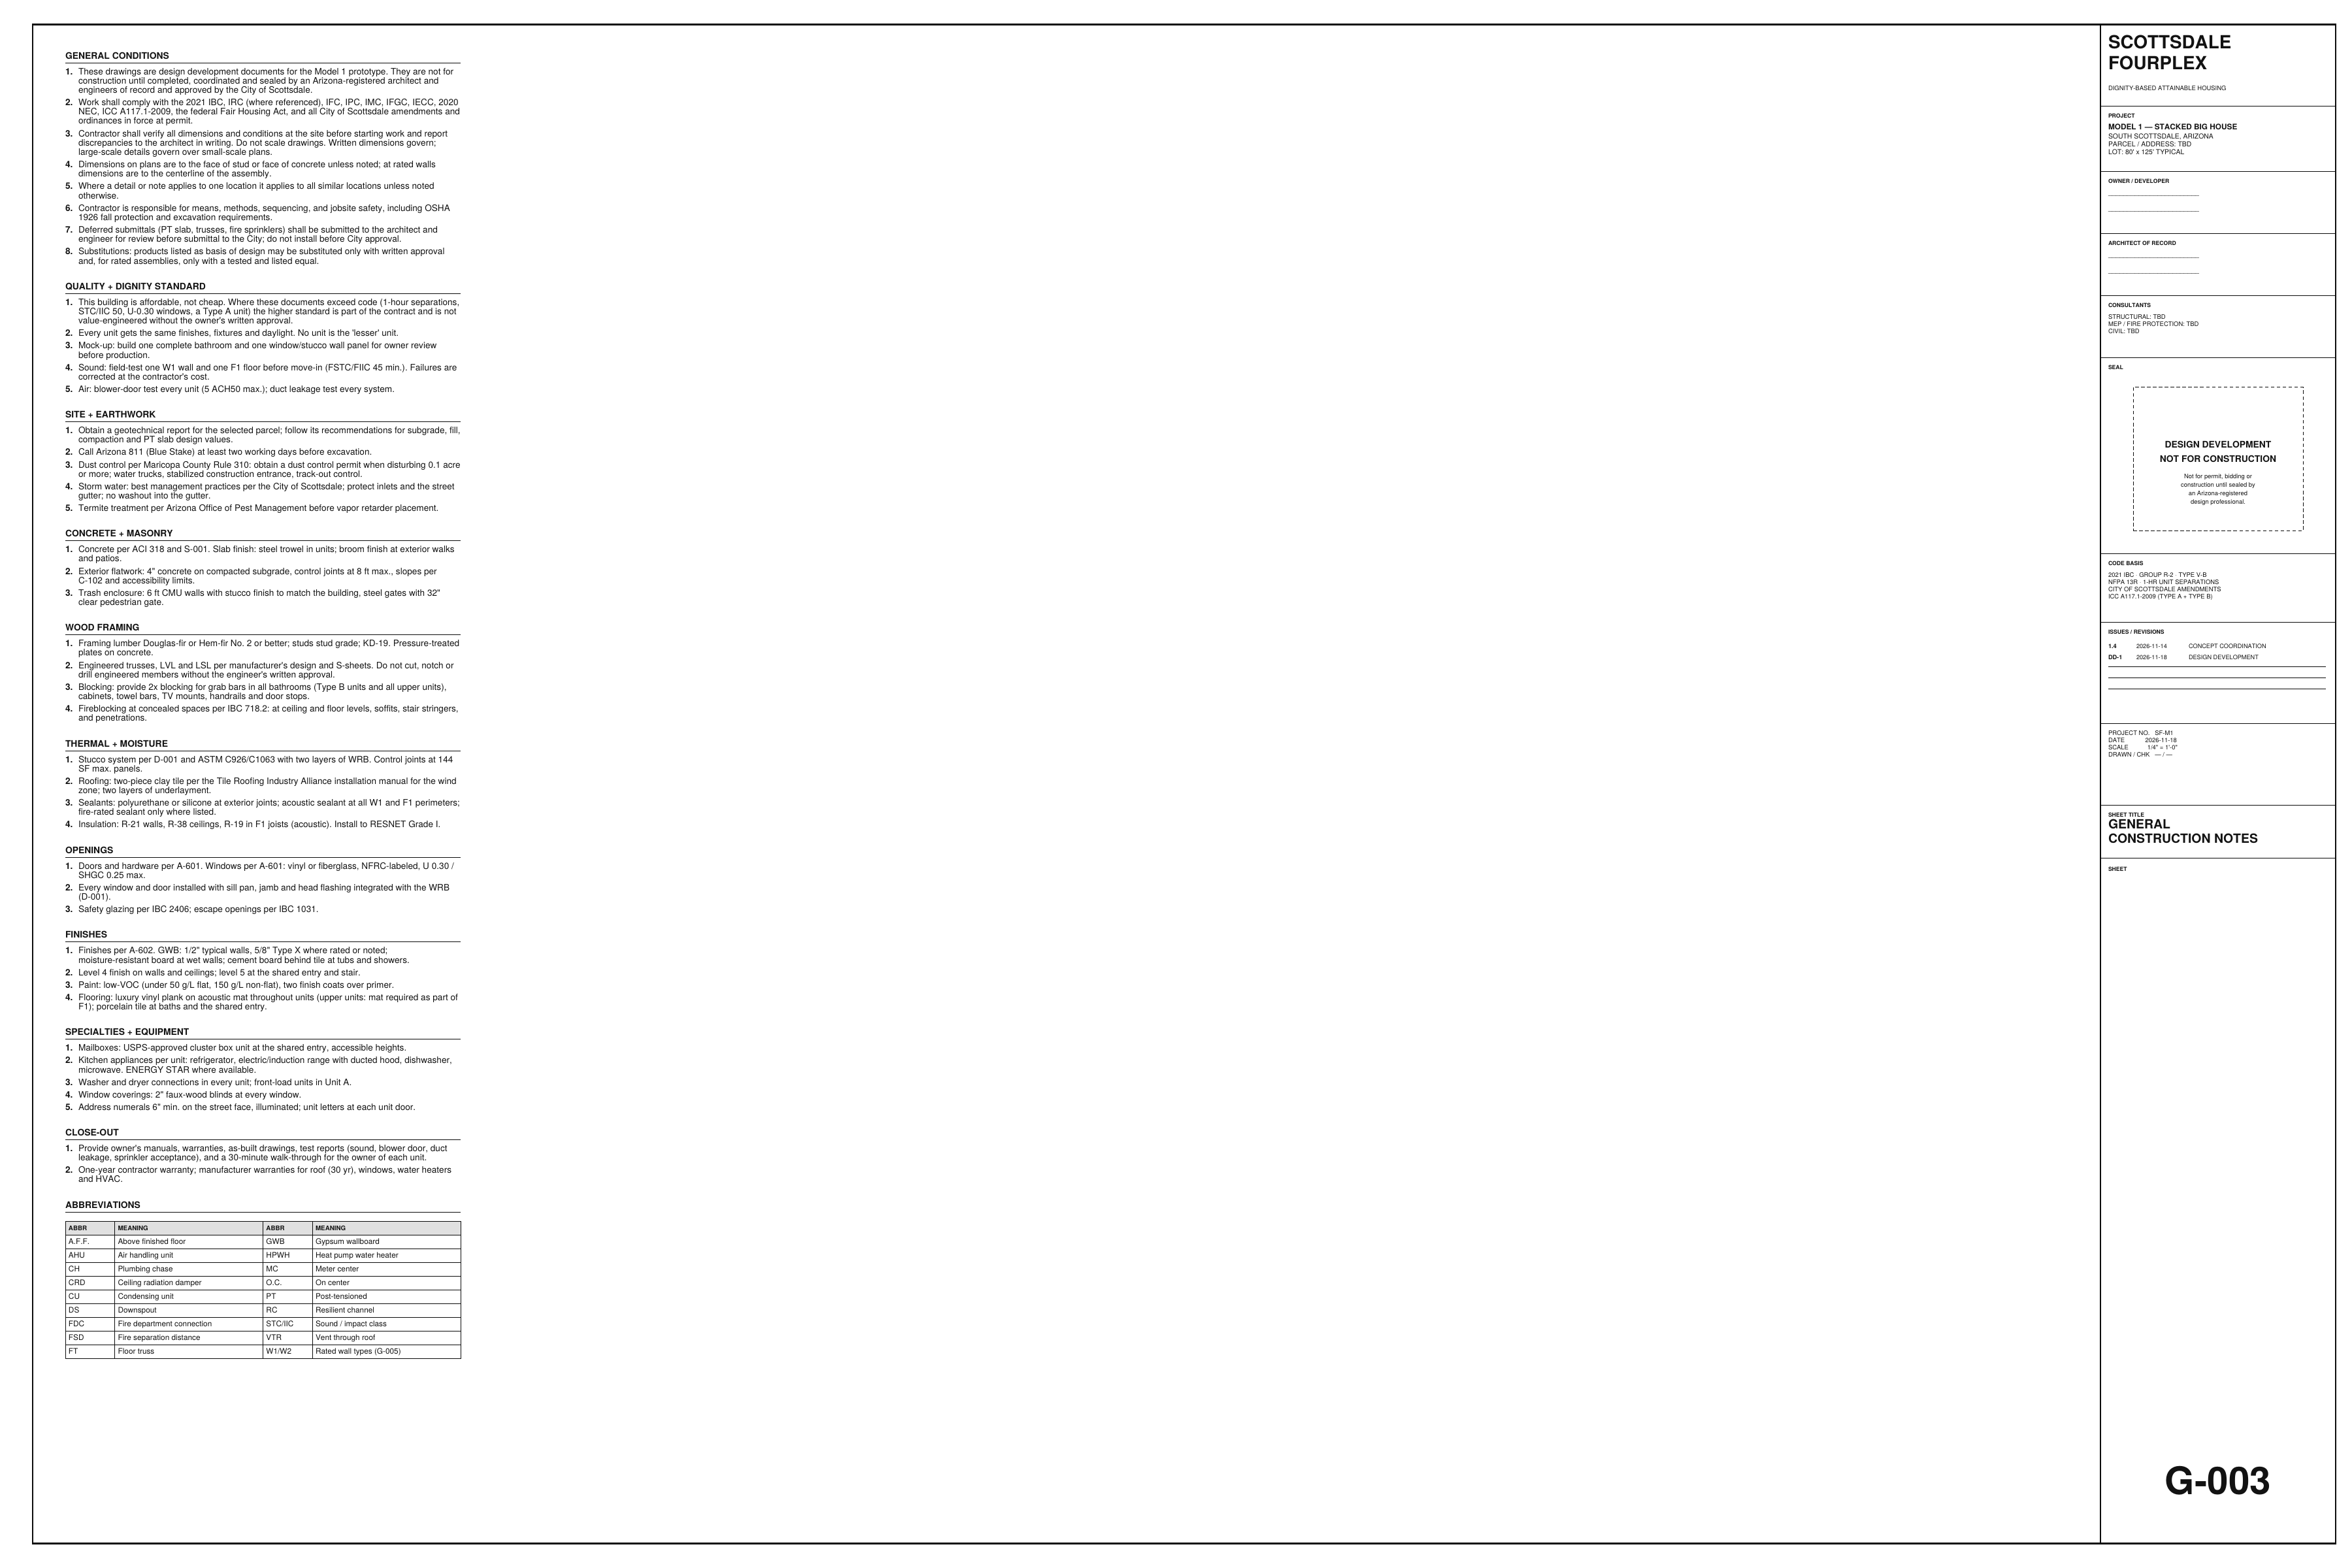 GENERAL CONDITIONS
1. These drawings are design development documents for the Model 1 prototype. They are not for
construction until completed, coordinated and sealed by an Arizona-registered architect and
engineers of record and approved by the City of Scottsdale.
2. Work shall comply with the 2021 IBC, IRC (where referenced), IFC, IPC, IMC, IFGC, IECC, 2020
NEC, ICC A117.1-2009, the federal Fair Housing Act, and all City of Scottsdale amendments and
ordinances in force at permit.
3. Contractor shall verify all dimensions and conditions at the site before starting work and report
discrepancies to the architect in writing. Do not scale drawings. Written dimensions govern;
large-scale details govern over small-scale plans.
4. Dimensions on plans are to the face of stud or face of concrete unless noted; at rated walls
dimensions are to the centerline of the assembly.
5. Where a detail or note applies to one location it applies to all similar locations unless noted
otherwise.
6. Contractor is responsible for means, methods, sequencing, and jobsite safety, including OSHA
1926 fall protection and excavation requirements.
7. Deferred submittals (PT slab, trusses, fire sprinklers) shall be submitted to the architect and
engineer for review before submittal to the City; do not install before City approval.
8. Substitutions: products listed as basis of design may be substituted only with written approval
and, for rated assemblies, only with a tested and listed equal.
QUALITY + DIGNITY STANDARD
1. This building is affordable, not cheap. Where these documents exceed code (1-hour separations,
STC/IIC 50, U-0.30 windows, a Type A unit) the higher standard is part of the contract and is not
value-engineered without the owner's written approval.
2. Every unit gets the same finishes, fixtures and daylight. No unit is the 'lesser' unit.
3. Mock-up: build one complete bathroom and one window/stucco wall panel for owner review
before production.
4. Sound: field-test one W1 wall and one F1 floor before move-in (FSTC/FIIC 45 min.). Failures are
corrected at the contractor's cost.
5. Air: blower-door test every unit (5 ACH50 max.); duct leakage test every system.
SITE + EARTHWORK
1. Obtain a geotechnical report for the selected parcel; follow its recommendations for subgrade, fill,
compaction and PT slab design values.
2. Call Arizona 811 (Blue Stake) at least two working days before excavation.
3. Dust control per Maricopa County Rule 310: obtain a dust control permit when disturbing 0.1 acre
or more; water trucks, stabilized construction entrance, track-out control.
4. Storm water: best management practices per the City of Scottsdale; protect inlets and the street
gutter; no washout into the gutter.
5. Termite treatment per Arizona Office of Pest Management before vapor retarder placement.
CONCRETE + MASONRY
1. Concrete per ACI 318 and S-001. Slab finish: steel trowel in units; broom finish at exterior walks
and patios.
2. Exterior flatwork: 4" concrete on compacted subgrade, control joints at 8 ft max., slopes per
C-102 and accessibility limits.
3. Trash enclosure: 6 ft CMU walls with stucco finish to match the building, steel gates with 32"
clear pedestrian gate.
WOOD FRAMING
1. Framing lumber Douglas-fir or Hem-fir No. 2 or better; studs stud grade; KD-19. Pressure-treated
plates on concrete.
2. Engineered trusses, LVL and LSL per manufacturer's design and S-sheets. Do not cut, notch or
drill engineered members without the engineer's written approval.
3. Blocking: provide 2x blocking for grab bars in all bathrooms (Type B units and all upper units),
cabinets, towel bars, TV mounts, handrails and door stops.
4. Fireblocking at concealed spaces per IBC 718.2: at ceiling and floor levels, soffits, stair stringers,
and penetrations.
THERMAL + MOISTURE
1. Stucco system per D-001 and ASTM C926/C1063 with two layers of WRB. Control joints at 144
SF max. panels.
2. Roofing: two-piece clay tile per the Tile Roofing Industry Alliance installation manual for the wind
zone; two layers of underlayment.
3. Sealants: polyurethane or silicone at exterior joints; acoustic sealant at all W1 and F1 perimeters;
fire-rated sealant only where listed.
4. Insulation: R-21 walls, R-38 ceilings, R-19 in F1 joists (acoustic). Install to RESNET Grade I.
OPENINGS
1. Doors and hardware per A-601. Windows per A-601: vinyl or fiberglass, NFRC-labeled, U 0.30 /
SHGC 0.25 max.
2. Every window and door installed with sill pan, jamb and head flashing integrated with the WRB
(D-001).
3. Safety glazing per IBC 2406; escape openings per IBC 1031.
FINISHES
1. Finishes per A-602. GWB: 1/2" typical walls, 5/8" Type X where rated or noted;
moisture-resistant board at wet walls; cement board behind tile at tubs and showers.
2. Level 4 finish on walls and ceilings; level 5 at the shared entry and stair.
3. Paint: low-VOC (under 50 g/L flat, 150 g/L non-flat), two finish coats over primer.
4. Flooring: luxury vinyl plank on acoustic mat throughout units (upper units: mat required as part of
F1); porcelain tile at baths and the shared entry.
SPECIALTIES + EQUIPMENT
1. Mailboxes: USPS-approved cluster box unit at the shared entry, accessible heights.
2. Kitchen appliances per unit: refrigerator, electric/induction range with ducted hood, dishwasher,
microwave. ENERGY STAR where available.
3. Washer and dryer connections in every unit; front-load units in Unit A.
4. Window coverings: 2" faux-wood blinds at every window.
5. Address numerals 6" min. on the street face, illuminated; unit letters at each unit door.
CLOSE-OUT
1. Provide owner's manuals, warranties, as-built drawings, test reports (sound, blower door, duct
leakage, sprinkler acceptance), and a 30-minute walk-through for the owner of each unit.
2. One-year contractor warranty; manufacturer warranties for roof (30 yr), windows, water heaters
and HVAC.
ABBREVIATIONS
ABBR MEANING ABBR MEANING
A.F.F. Above finished floor GWB Gypsum wallboard
AHU Air handling unit HPWH Heat pump water heater
CH Plumbing chase MC Meter center
CRD Ceiling radiation damper O.C. On center
CU Condensing unit PT Post-tensioned
DS Downspout RC Resilient channel
FDC Fire department connection STC/IIC Sound / impact class
FSD Fire separation distance VTR Vent through roof
FT Floor truss W1/W2 Rated wall types (G-005)
SCOTTSDALE
FOURPLEX
DIGNITY-BASED ATTAINABLE HOUSING
PROJECT
MODEL 1 — STACKED BIG HOUSE
SOUTH SCOTTSDALE, ARIZONA
PARCEL / ADDRESS: TBD
LOT: 80' x 125' TYPICAL
OWNER / DEVELOPER
ARCHITECT OF RECORD
CONSULTANTS
STRUCTURAL: TBD
MEP / FIRE PROTECTION: TBD
CIVIL: TBD
SEAL
DESIGN DEVELOPMENT
NOT FOR CONSTRUCTION
Not for permit, bidding or
construction until sealed by
an Arizona-registered
design professional.
CODE BASIS
2021 IBC · GROUP R-2 · TYPE V-B
NFPA 13R · 1-HR UNIT SEPARATIONS
CITY OF SCOTTSDALE AMENDMENTS
ICC A117.1-2009 (TYPE A + TYPE B)
ISSUES / REVISIONS
1.4 2026-11-14 CONCEPT COORDINATION
DD-1 2026-11-18 DESIGN DEVELOPMENT
PROJECT NO. SF-M1
DATE 2026-11-18
SCALE 1/4" = 1'-0"
DRAWN / CHK — / —
SHEET TITLE
GENERAL
CONSTRUCTION NOTES
SHEET
G-003